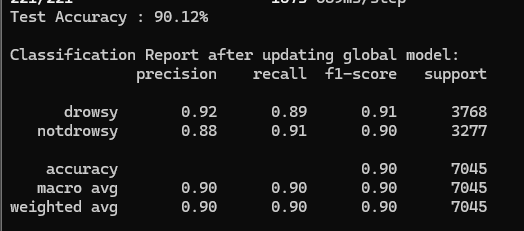 Test Accuracy : 90.12%
Classification Report after updating global model:
precision recall f1-score support
drowsy 0.92 0.89 0.91 3768
notdrowsy 0.88 0.91 0.90 3277
accuracy 0.90 7045
macro avg 0.90 0.90 0.90 7045
weighted avg 0.90 0.90 0.90 7045